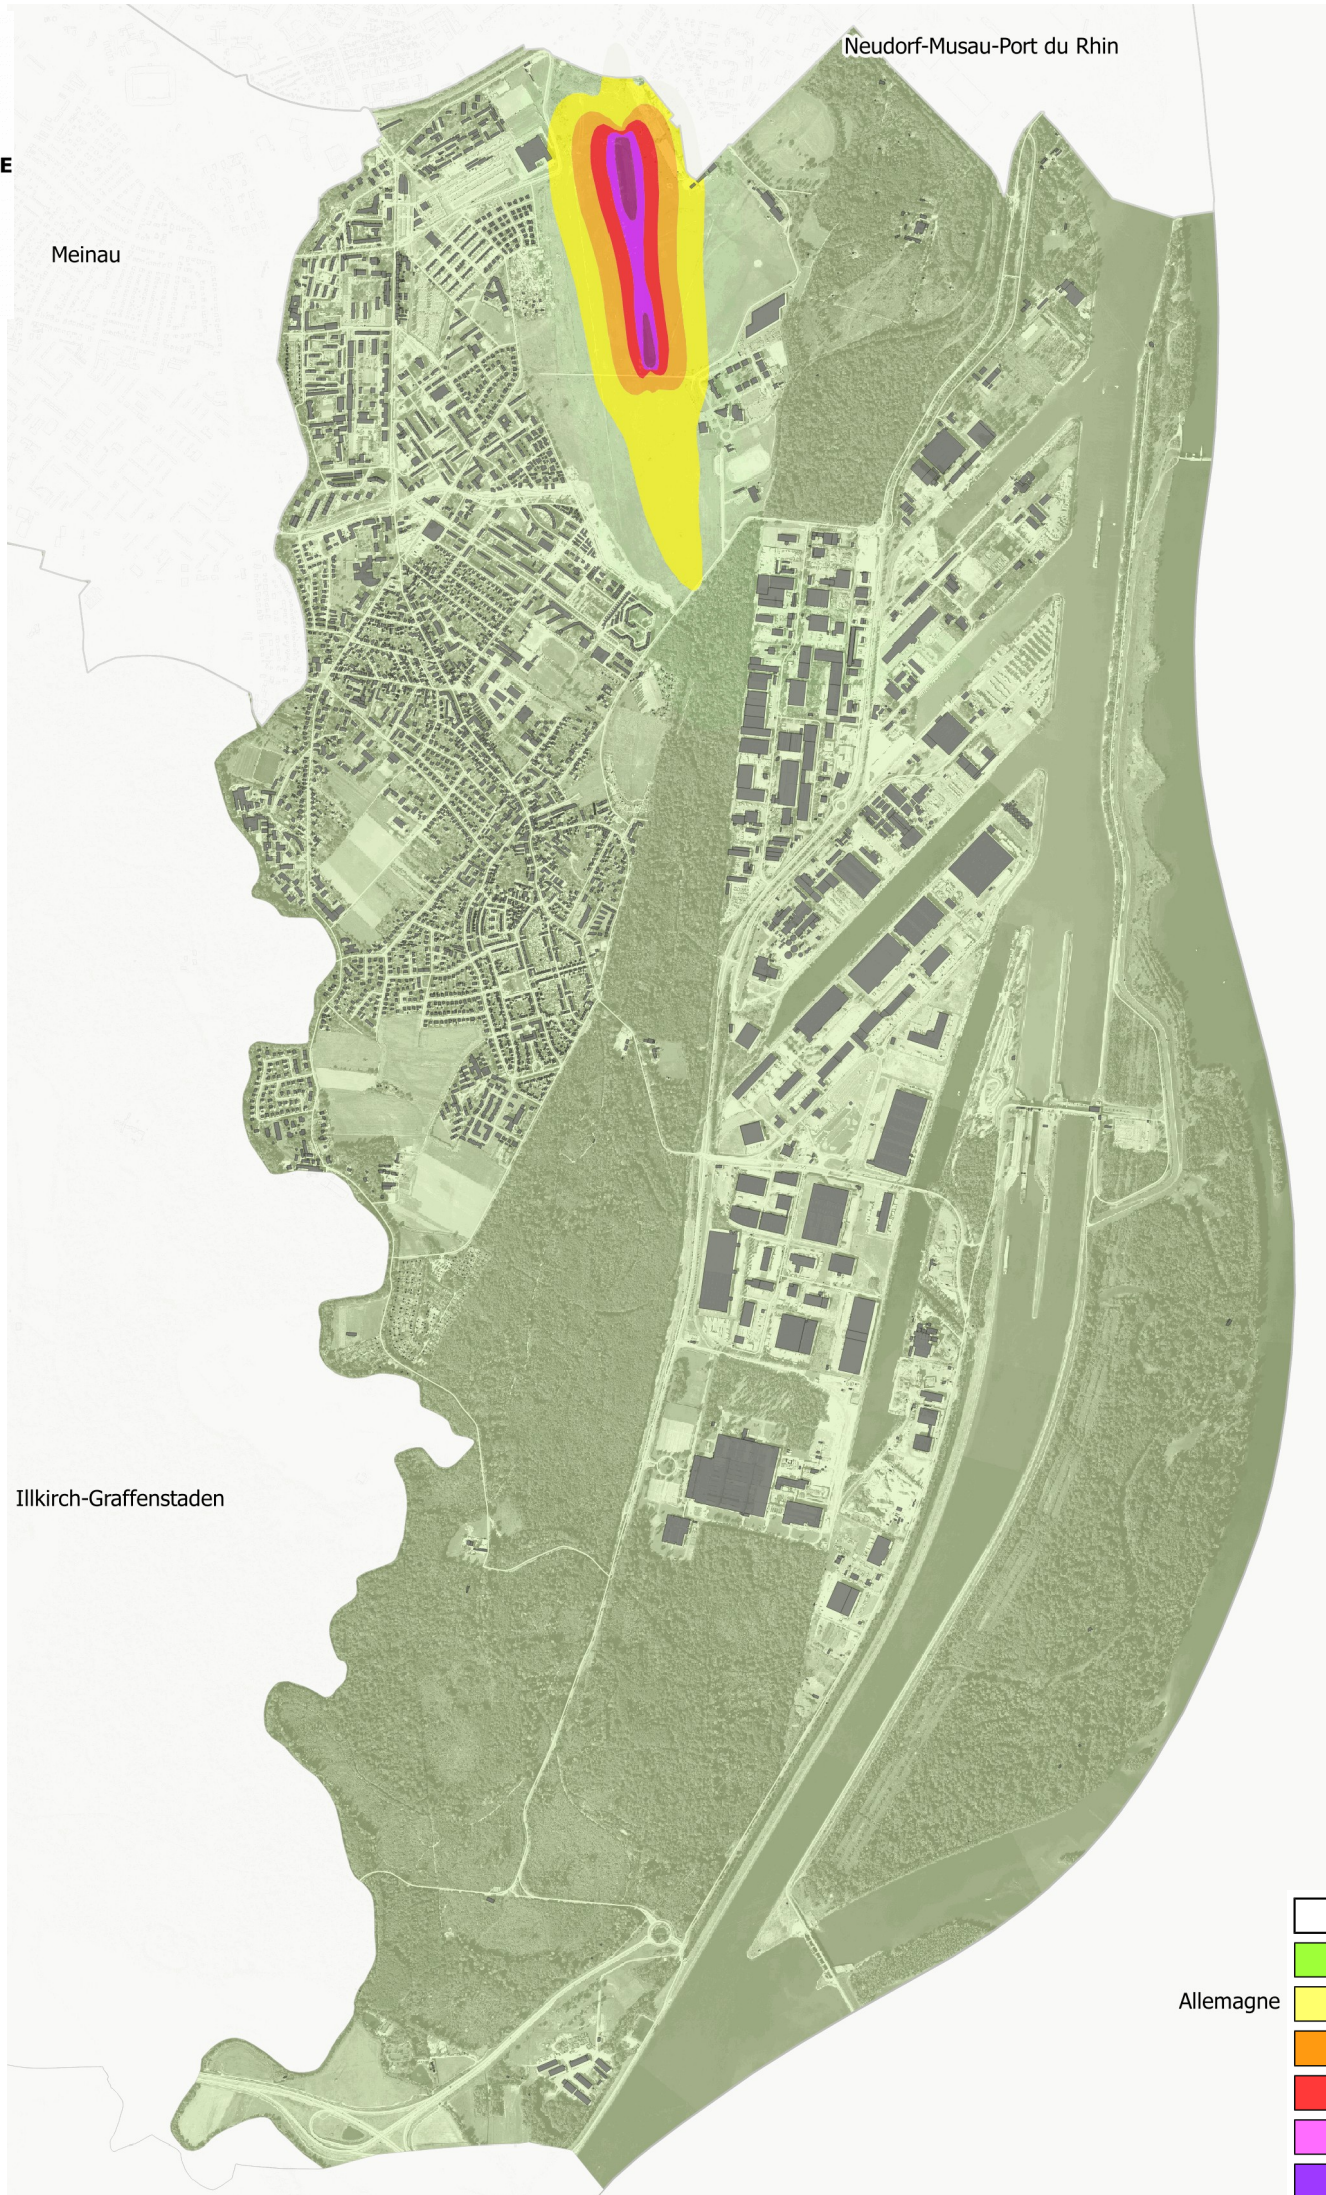 Neudorf-Musau-Port du Rhin
E
Meinau
Illkirch-Graffenstaden
Allemagne